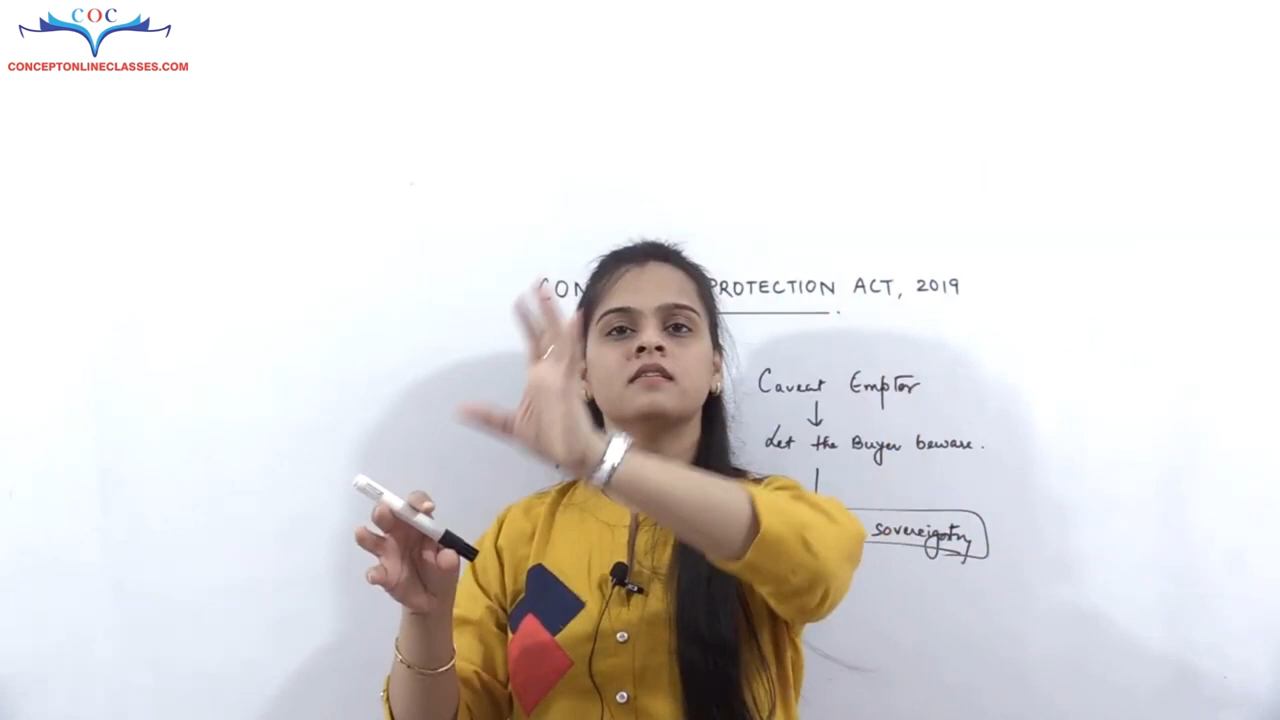 COC
CONCEPTONLINECLASSES.COM
CON PROTECTION ACT, 2019
Caveat Emptor
↓
Let the Buyer beware.
sovereignty